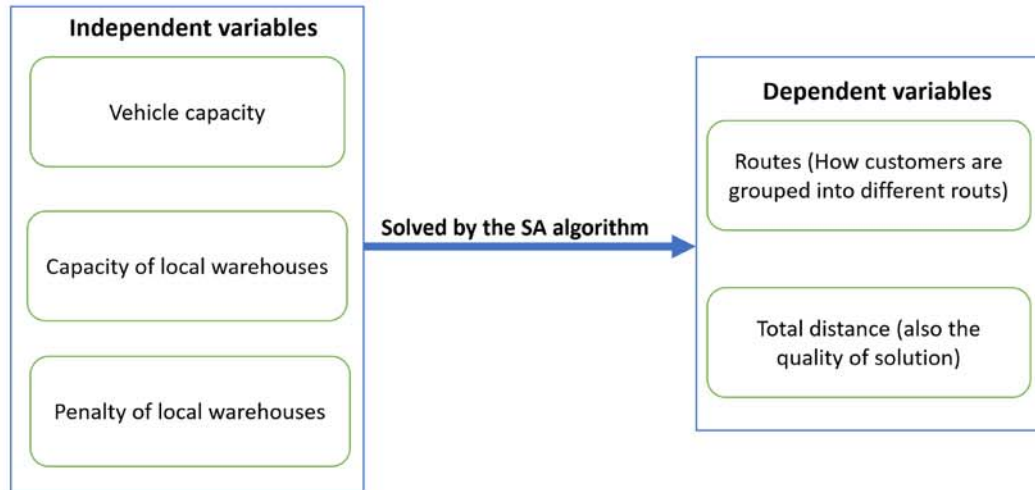 Independent variables
Vehicle capacity
Capacity of local warehouses
Penalty of local warehouses
Solved by the SA algorithm
Dependent variables
Routes (How customers are
grouped into different routs)
Total distance (also the
quality of solution)